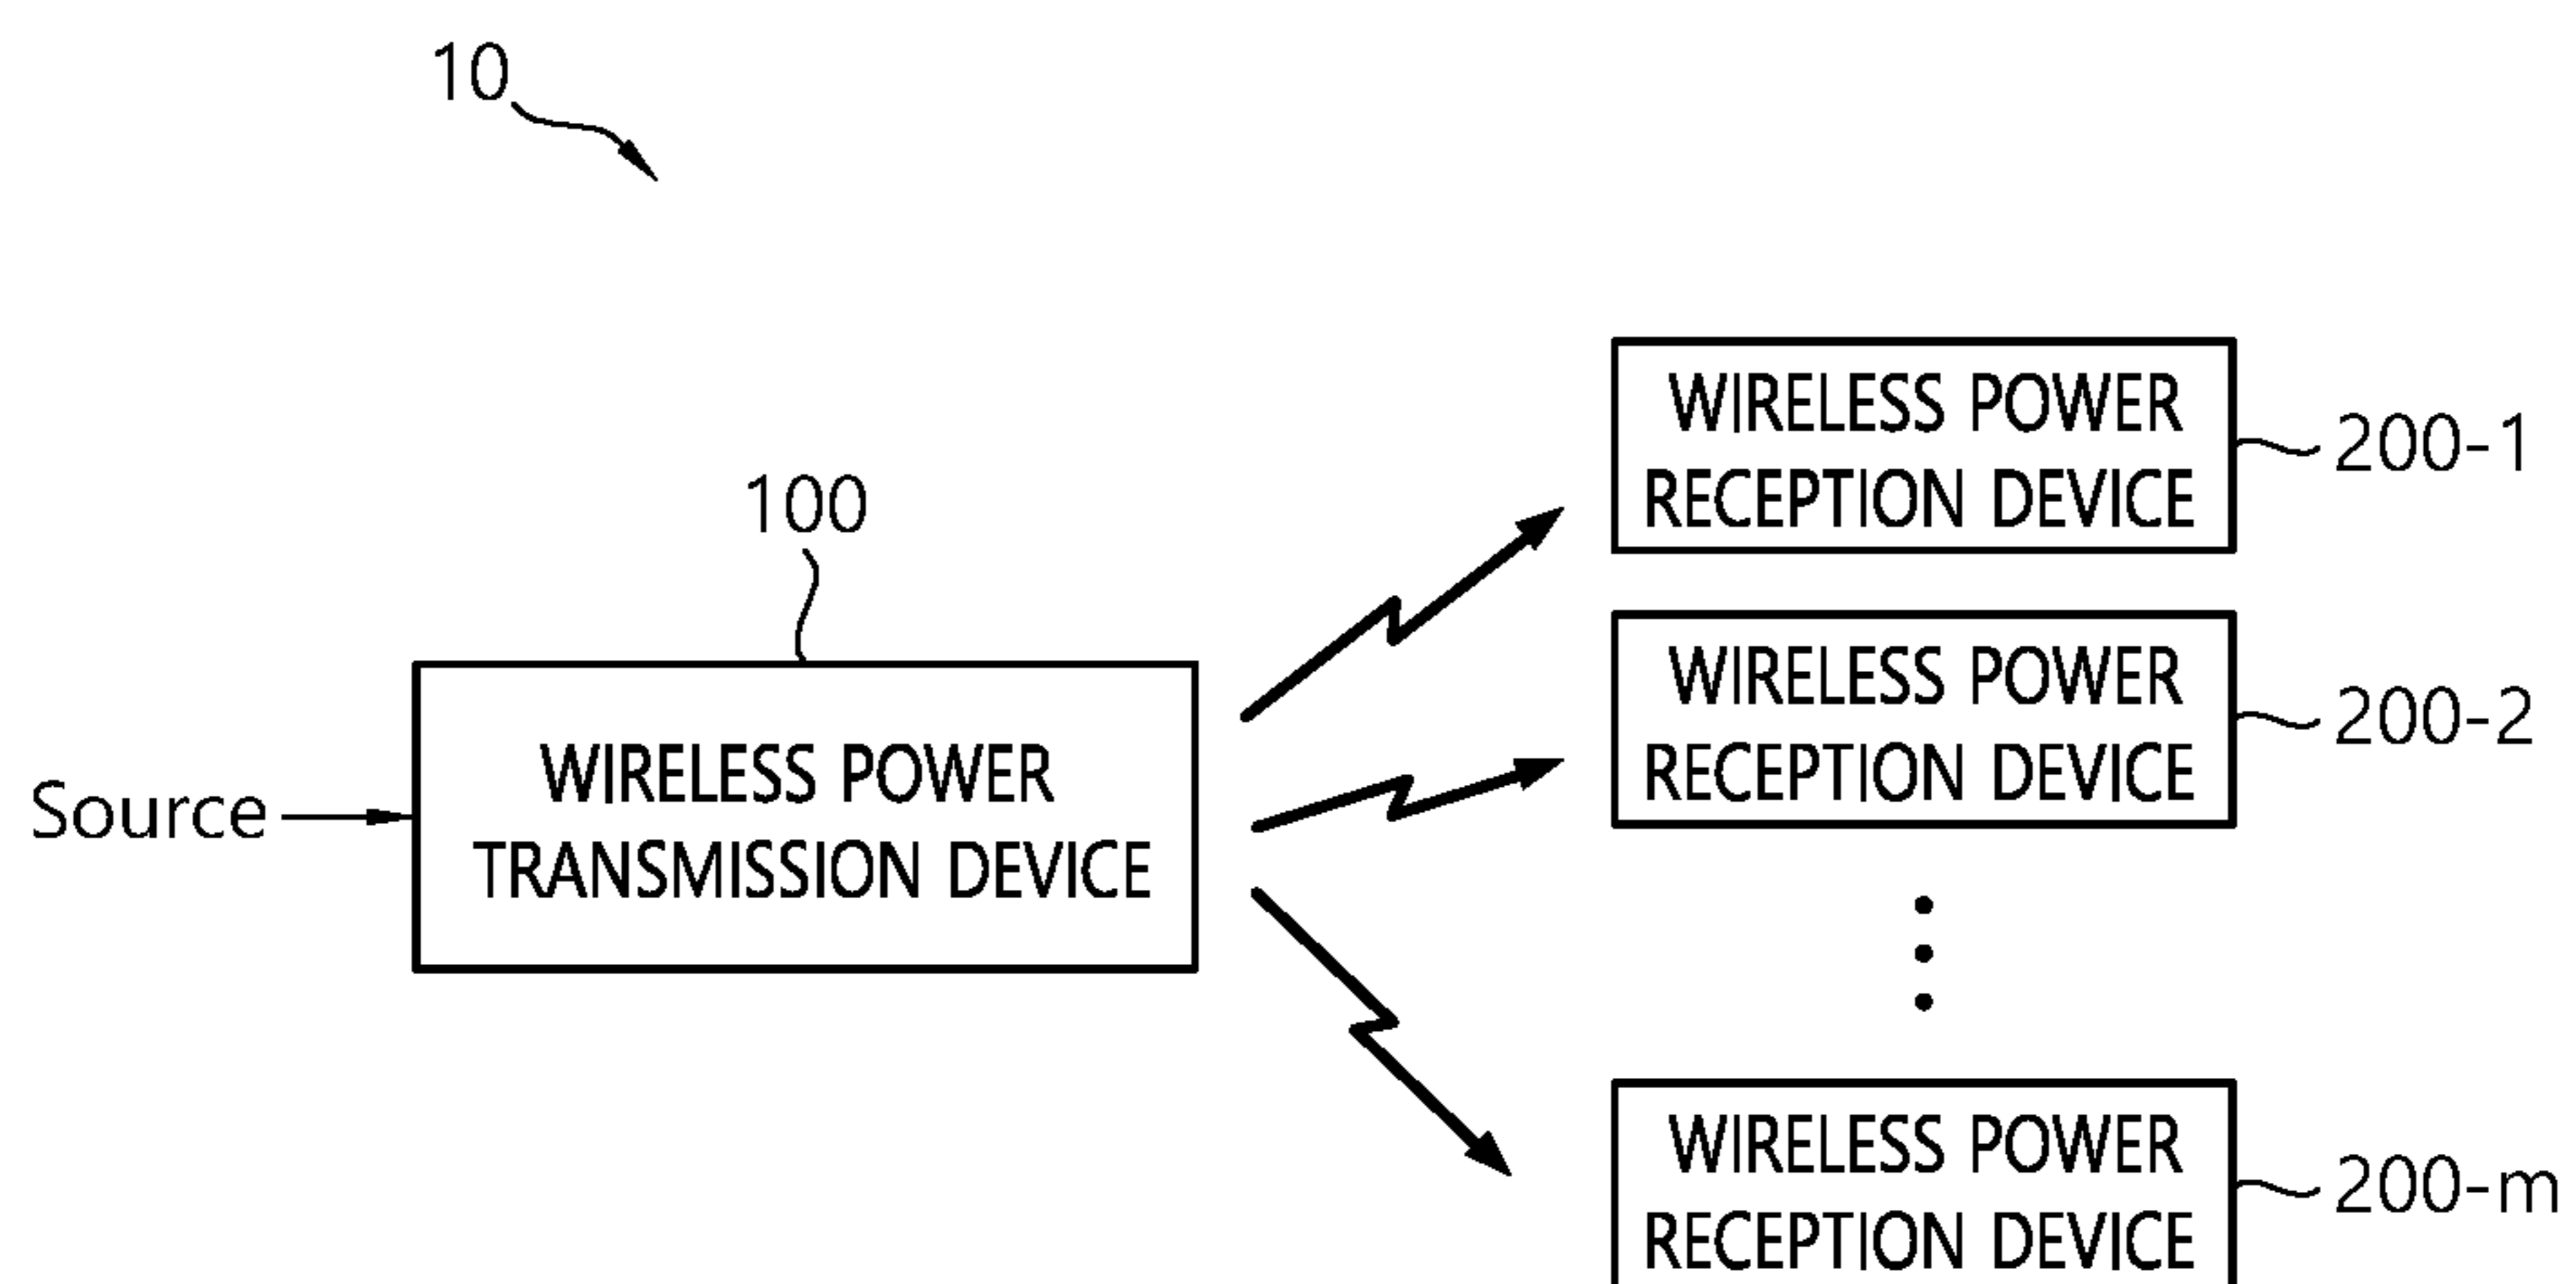 10
WIRELESS POWER
RECEPTION DEVICE
200-1
100
WIRELESS POWER
RECEPTION DEVICE
200-2
Source
WIRELESS POWER
TRANSMISSION DEVICE
WIRELESS POWER
RECEPTION DEVICE
200-m